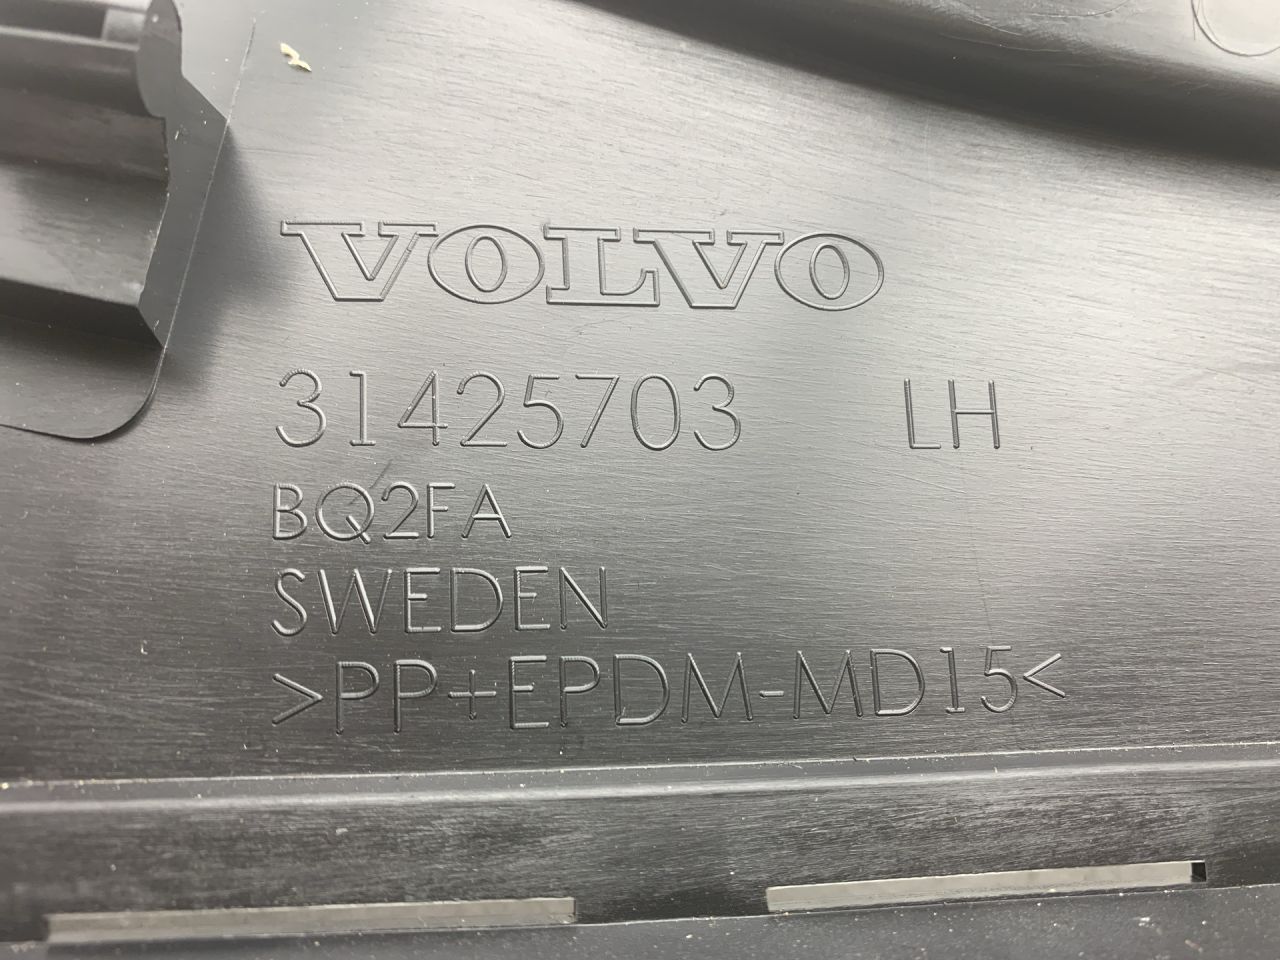 VOLVO
31425703 LH
BQ2FA
SWEDEN
>PP+EPDM-MD15<